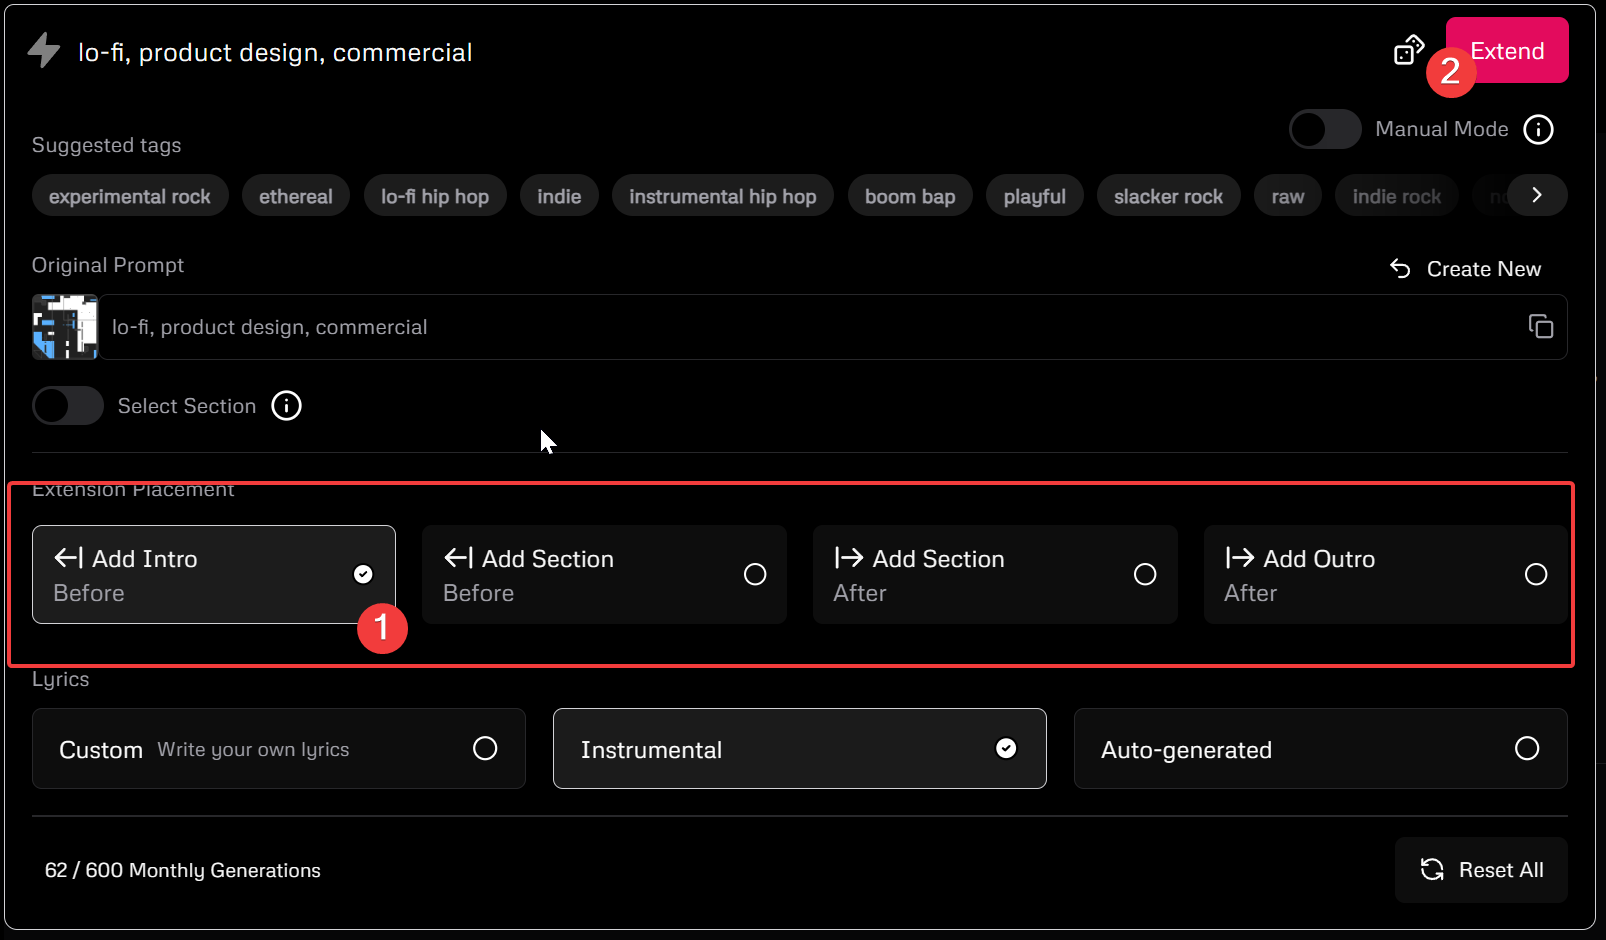 lo-fi, product design, commercial
Extend
2
Manual Mode
Suggested tags
experimental rock ethereal lo-fi hip hop indie instrumental hip hop boom bap playful slacker rock raw indie rock
Original Prompt
Create New
lo-fi, product design, commercial
Select Section
Extension Placement
Add Intro Add Section Add Section Add Outro
Before Before After After
1
Lyrics
Custom Write your own lyrics Instrumental Auto-generated
62 / 600 Monthly Generations
Reset All